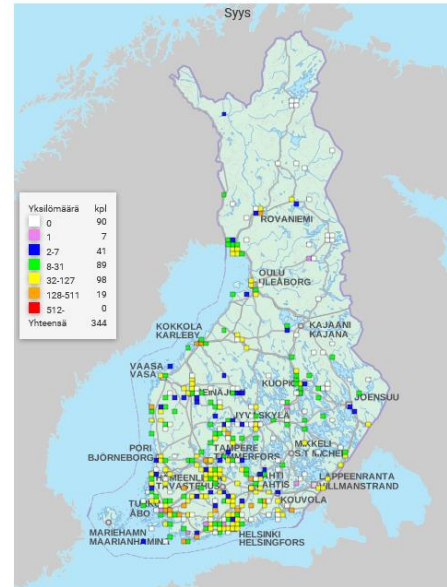 Syys
Yksilömäärä kpl
0 90
1 7
2-7 41
8-31 89
32-127 98
128-511 19
512- 0
Yhteensä 344
ROVANIEMI
OULU
ULEÅBORG
KAJAANI
KAJANA
KOKKOLA
KARLEBY
VAASA
VASA
KUOPIO
JOENSUU
JYVÄSKYLÄ
PORI
BJÖRNEBORG
TAMPERE
TAMMERFORS
LAHTI
LAHTIS
LAPPEENRANTA
VILLMANSTRAND
KOUVOLA
ÅBO
MARIEHAMN
MAARIANHAMINA
HELSINKI
HELSINGFORS